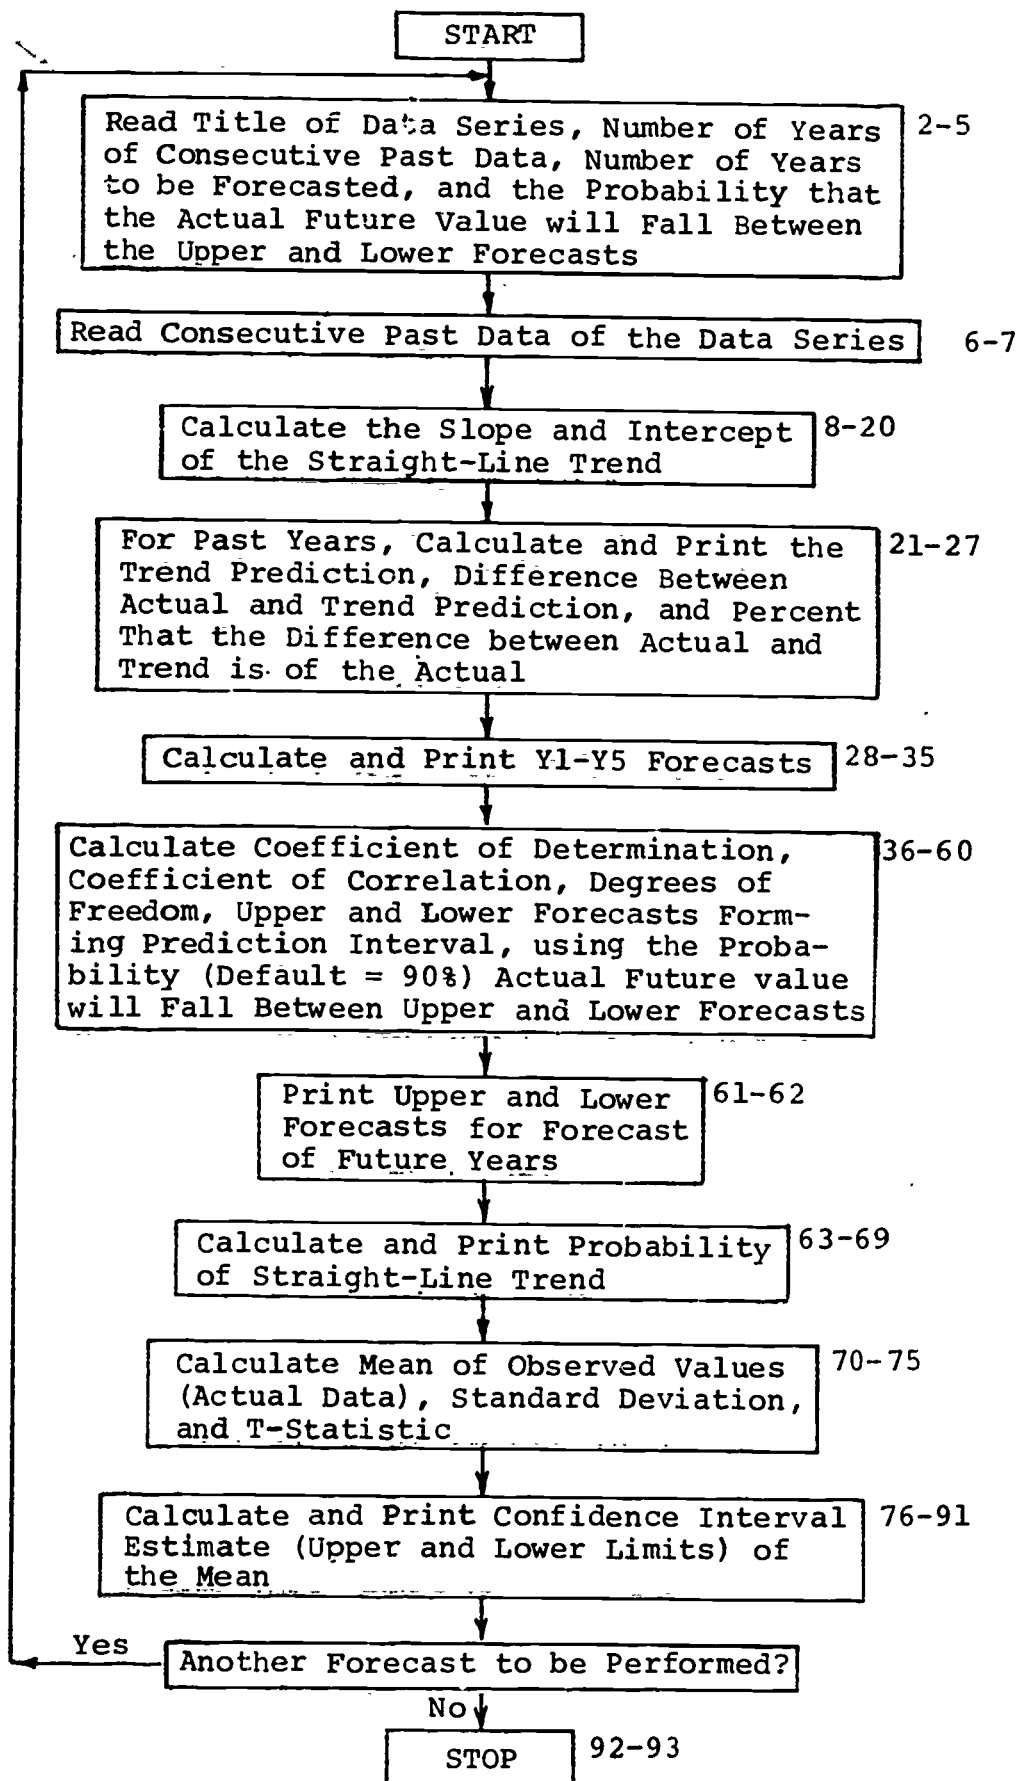 START
Read Title of Data Series, Number of Years 2-5
of Consecutive Past Data, Number of Years
to be Forecasted, and the Probability that
the Actual Future Value will Fall Between
the Upper and Lower Forecasts
Read Consecutive Past Data of the Data Series 6-7
Calculate the Slope and Intercept 8-20
of the Straight-Line Trend
For Past Years, Calculate and Print the 21-27
Trend Prediction, Difference Between
Actual and Trend Prediction, and Percent
That the Difference between Actual and
Trend is of the Actual
Calculate and Print Y1-Y5 Forecasts 28-35
Calculate Coefficient of Determination, 36-60
Coefficient of Correlation, Degrees of
Freedom, Upper and Lower Forecasts Form-
ing Prediction Interval, using the Proba-
bility (Default = 90%) Actual Future value
will Fall Between Upper and Lower Forecasts
Print Upper and Lower 61-62
Forecasts for Forecast
of Future Years
Calculate and Print Probability 63-69
of Straight-Line Trend
Calculate Mean of Observed Values 70-75
(Actual Data), Standard Deviation,
and T-Statistic
Calculate and Print Confidence Interval 76-91
Estimate (Upper and Lower Limits) of
the Mean
Yes
Another Forecast to be Performed?
No
STOP 92-93